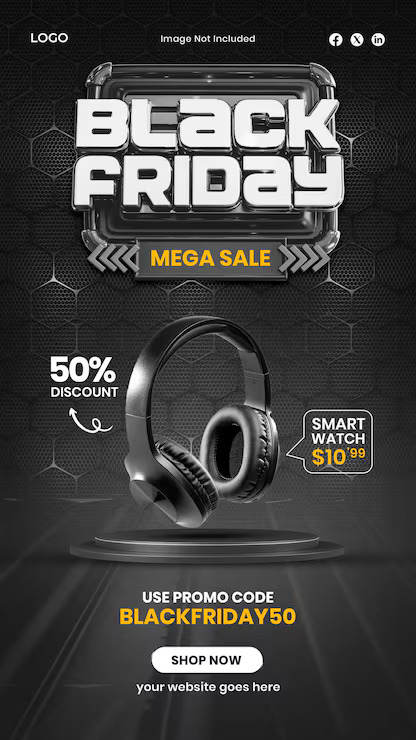 LOGO
Image Not Included
BLACK
FRIDAY
MEGA SALE
50%
DISCOUNT
SMART
WATCH
$10'99
USE PROMO CODE
BLACKFRIDAY50
SHOP NOW
your website goes here